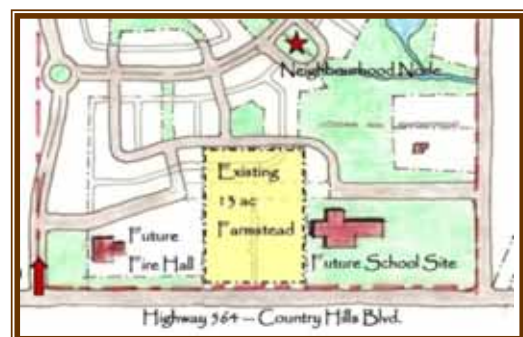 Neighbourhood Node
Existing
13 ac
Farmstead
Future
Fire Hall
Future School Site
Highway 564 – Country Hills Blvd.